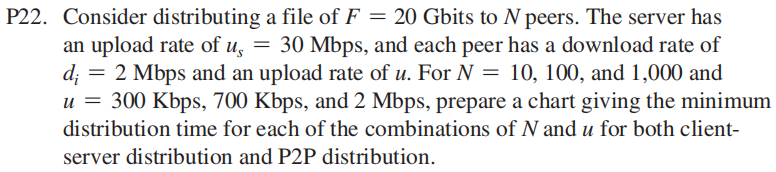 P22. Consider distributing a file of F = 20 Gbits to N peers. The server has
an upload rate of uₛ = 30 Mbps, and each peer has a download rate of
dᵢ = 2 Mbps and an upload rate of u. For N = 10, 100, and 1,000 and
u = 300 Kbps, 700 Kbps, and 2 Mbps, prepare a chart giving the minimum
distribution time for each of the combinations of N and u for both client-
server distribution and P2P distribution.